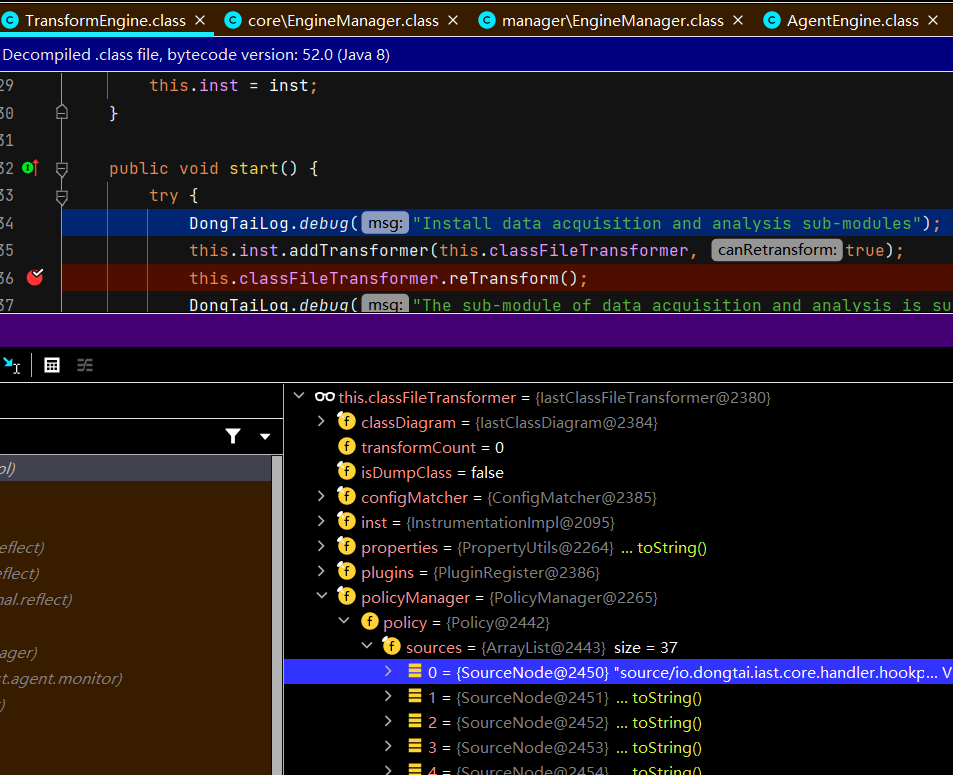 TransformEngine.class × core\EngineManager.class × manager\EngineManager.class × AgentEngine.class ×
Decompiled .class file, bytecode version: 52.0 (Java 8)
29 this.inst = inst;
30 }
31
32 public void start() {
33 try {
34 DongTaiLog.debug( msg: "Install data acquisition and analysis sub-modules");
35 this.inst.addTransformer(this.classFileTransformer, canRetransform: true);
36 this.classFileTransformer.reTransform();
37 DongTaiLog.debug( msg: "The sub-module of data acquisition and analysis is su
this.classFileTransformer = {IastClassFileTransformer@2380}
classDiagram = {IastClassDiagram@2384}
transformCount = 0
pl)
isDumpClass = false
configMatcher = {ConfigMatcher@2385}
inst = {InstrumentationImpl@2095}
eflect)
properties = {PropertyUtils@2264} ... toString()
eflect)
plugins = {PluginRegister@2386}
nal.reflect)
policyManager = {PolicyManager@2265}
policy = {Policy@2442}
ager)
sources = {ArrayList@2443} size = 37
t.agent.monitor)
0 = {SourceNode@2450} "source/io.dongtai.iast.core.handler.hookp... V
)
1 = {SourceNode@2451} ... toString()
2 = {SourceNode@2452} ... toString()
3 = {SourceNode@2453} ... toString()
4 = {SourceNode@2454} ... toString()